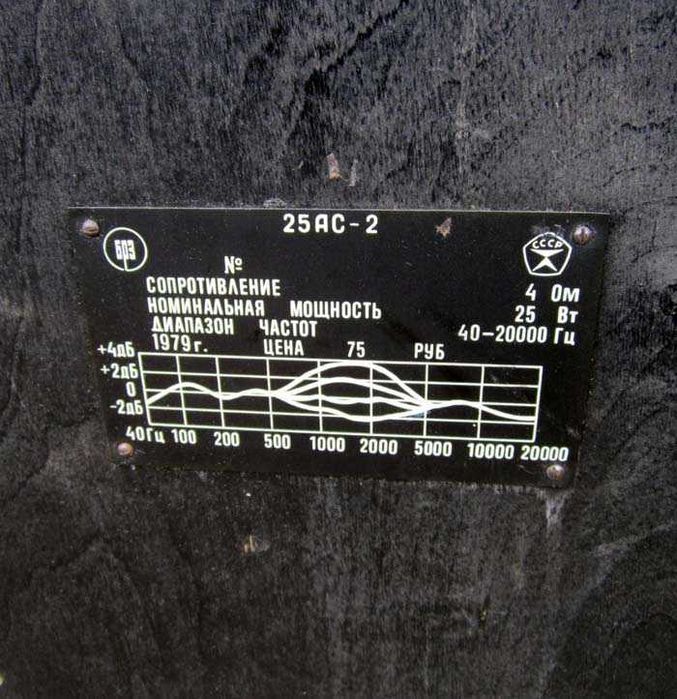 25АС-2
БРЗ
СССР
№
СОПРОТИВЛЕНИЕ 4 Ом
НОМИНАЛЬНАЯ МОЩНОСТЬ 25 Вт
ДИАПАЗОН ЧАСТОТ 40-20000 Гц
1979 г. ЦЕНА 75 РУБ
+4дБ
+2дБ
0
-2дБ
40Гц 100 200 500 1000 2000 5000 10000 20000